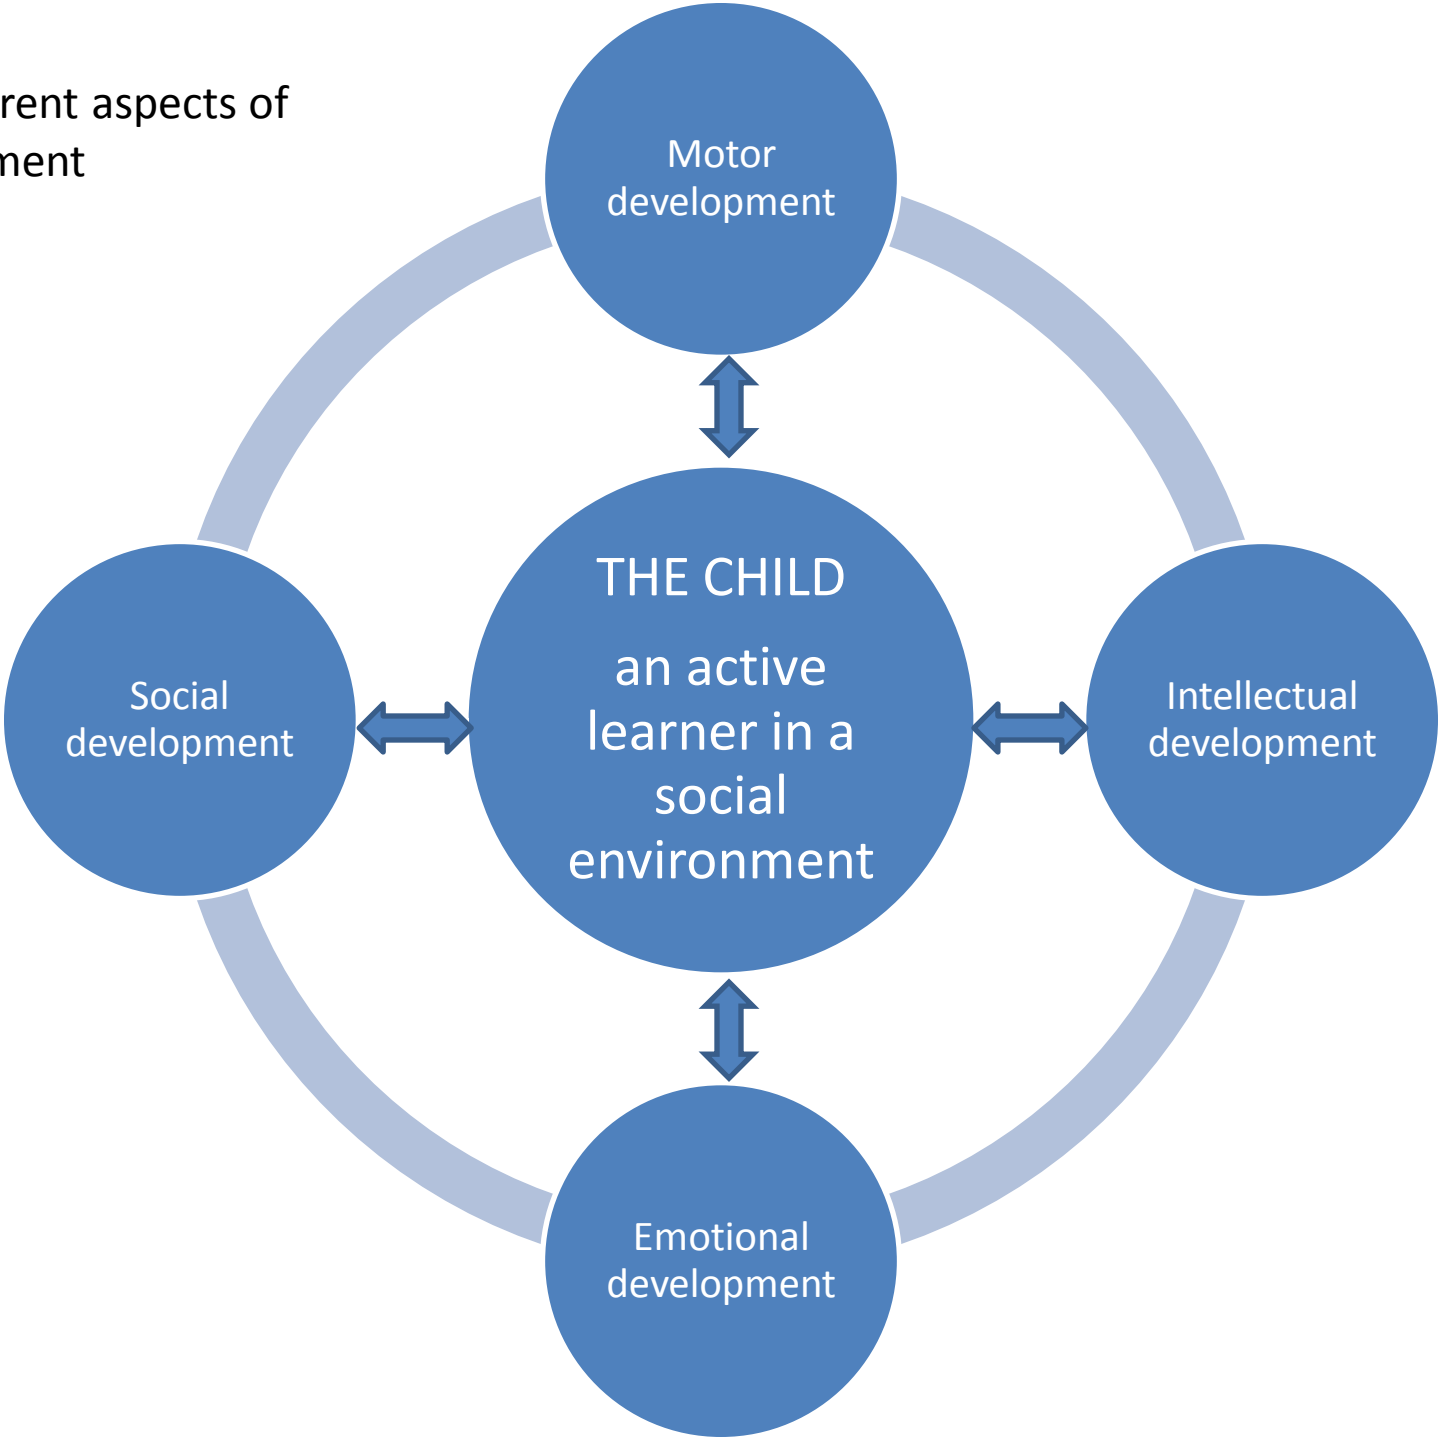 rent aspects of
ment
Motor
development
THE CHILD
an active
learner in a
social
environment
Social
development
Intellectual
development
Emotional
development